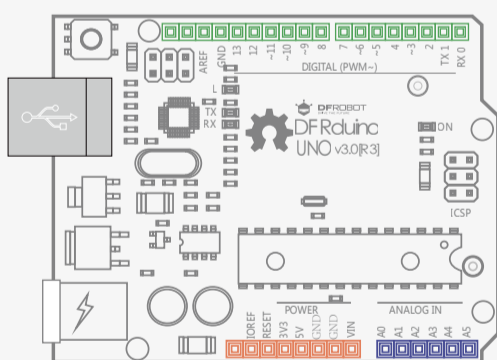 AREF
GND
13
12
~11
~10
~9
8
7
~6
~5
4
~3
2
TX 1
RX 0
DIGITAL (PWM~)
L
TX
RX
DFROBOT
DFRduino
UNO v3.0[R3]
ON
ICSP
POWER
ANALOG IN
IOREF
RESET
3V3
5V
GND
GND
VIN
A0
A1
A2
A3
A4
A5